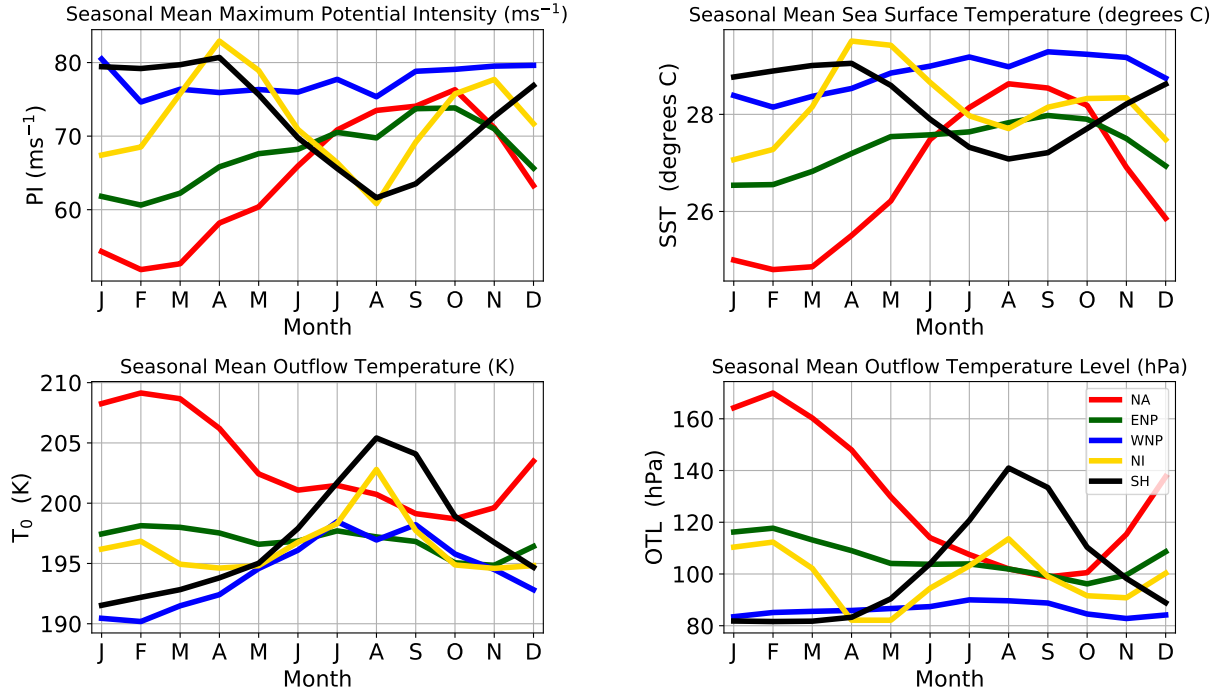 Seasonal Mean Maximum Potential Intensity (ms⁻¹)
PI (ms⁻¹)
80
70
60
J F M A M J J A S O N D
Month
Seasonal Mean Sea Surface Temperature (degrees C)
SST (degrees C)
28
26
J F M A M J J A S O N D
Month
Seasonal Mean Outflow Temperature (K)
T₀ (K)
210
205
200
195
190
J F M A M J J A S O N D
Month
Seasonal Mean Outflow Temperature Level (hPa)
OTL (hPa)
160
140
120
100
80
NA
ENP
WNP
NI
SH
J F M A M J J A S O N D
Month